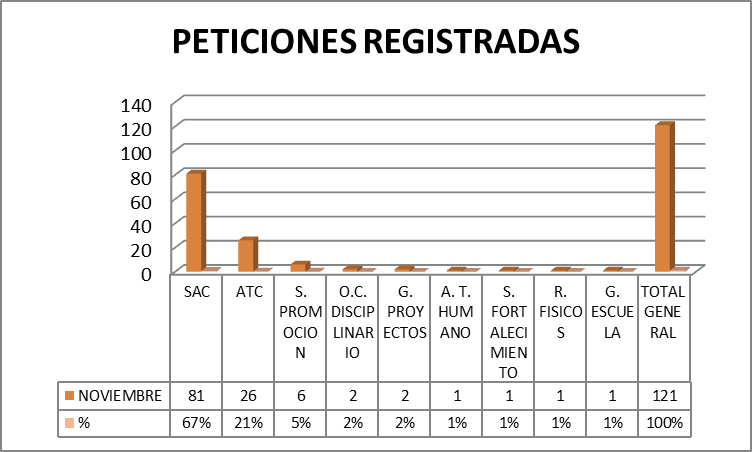 PETICIONES REGISTRADAS
140
120
100
80
60
40
20
0
SAC
ATC
S.
PROMO
CION
O.C.
DISCIP
LINAR
IO
G.
PROY
ECTOS
A. T.
HUM
ANO
S.
FORT
ALECI
MIEN
TO
R.
FISICO
S
G.
ESCUE
LA
TOTAL
GENE
RAL
NOVIEMBRE 81 26 6 2 2 1 1 1 1 121
% 67% 21% 5% 2% 2% 1% 1% 1% 1% 100%